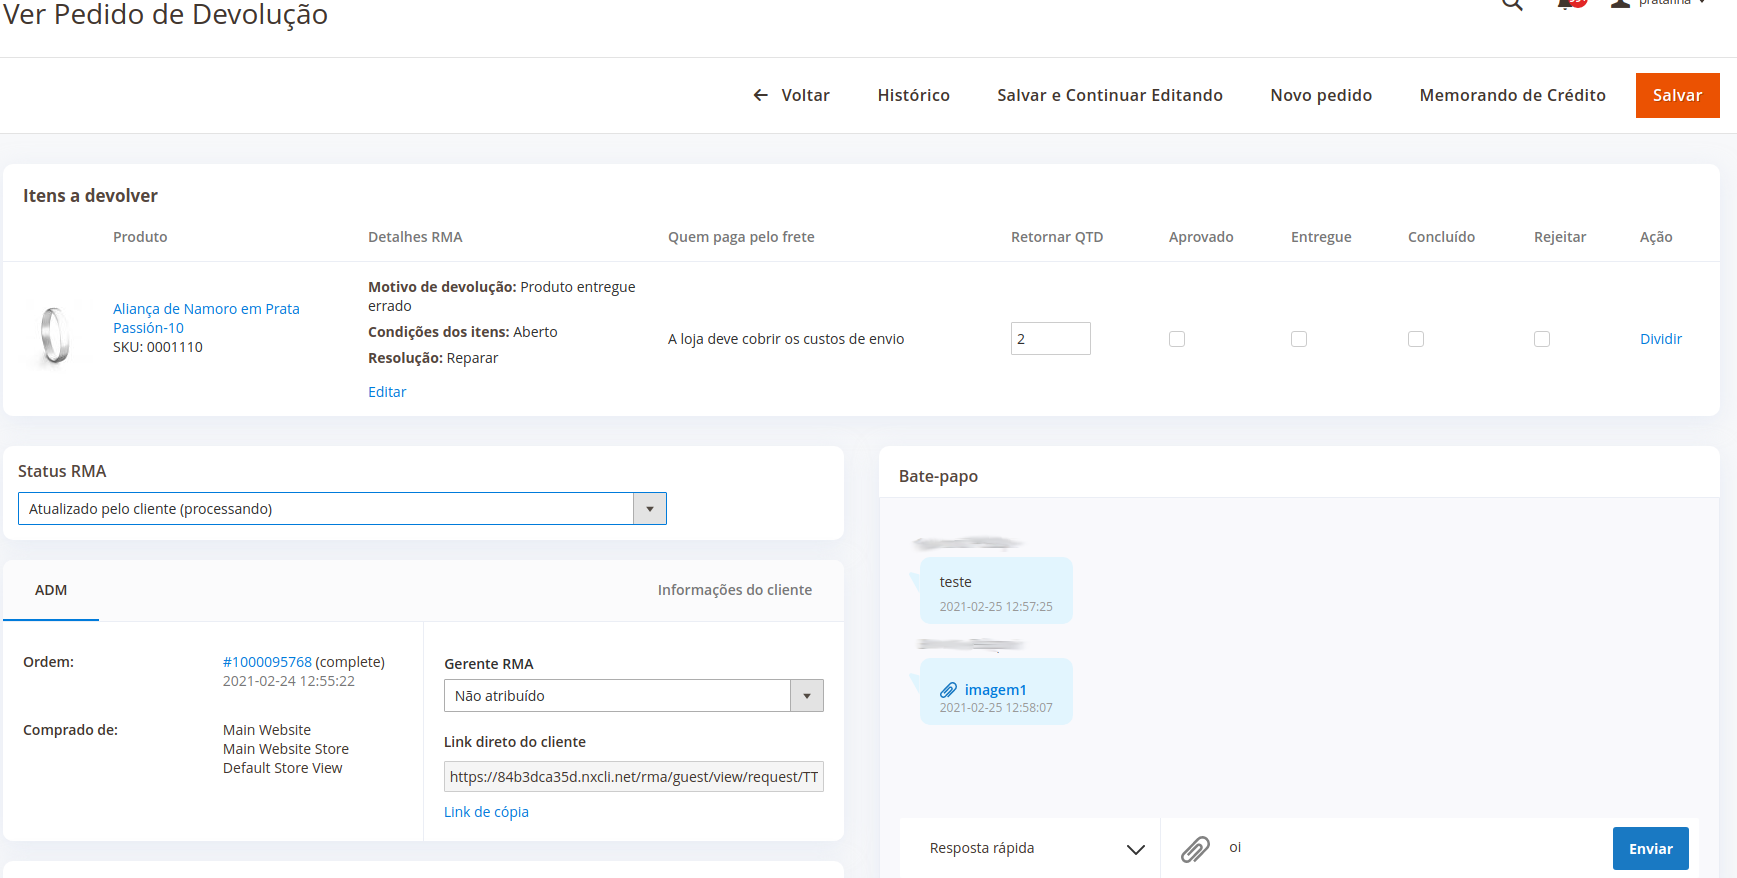 Ver Pedido de Devolução
Voltar Histórico Salvar e Continuar Editando Novo pedido Memorando de Crédito Salvar
Itens a devolver
Produto Detalhes RMA Quem paga pelo frete Retornar QTD Aprovado Entregue Concluído Rejeitar Ação
Aliança de Namoro em Prata
Passión-10
SKU: 0001110
Motivo de devolução: Produto entregue
errado
Condições dos itens: Aberto
Resolução: Reparar
Editar
A loja deve cobrir os custos de envio
2
Dividir
Status RMA
Atualizado pelo cliente (processando)
ADM Informações do cliente
Ordem: #1000095768 (complete)
2021-02-24 12:55:22
Comprado de: Main Website
Main Website Store
Default Store View
Gerente RMA
Não atribuído
Link direto do cliente
https://84b3dca35d.nxcli.net/rma/guest/view/request/TT
Link de cópia
Bate-papo
teste
2021-02-25 12:57:25
imagem1
2021-02-25 12:58:07
Resposta rápida oi Enviar